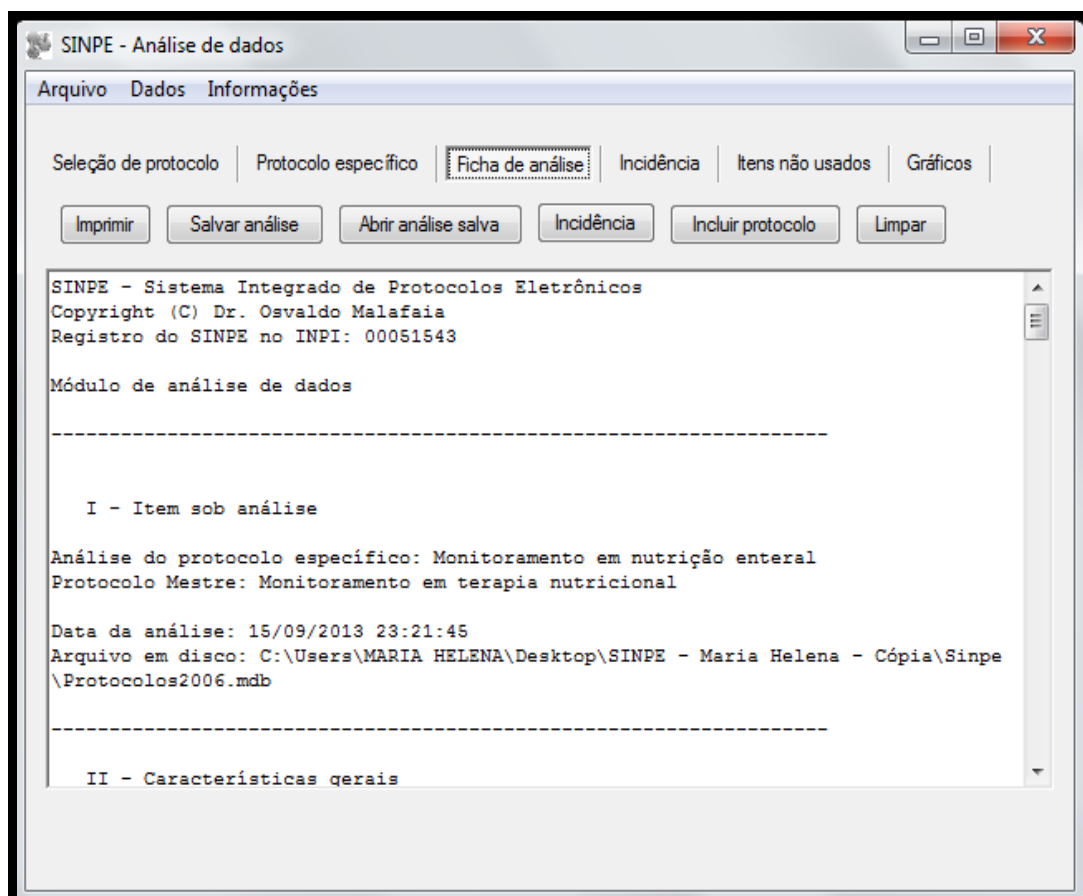 SINPE - Análise de dados
Arquivo Dados Informações
Seleção de protocolo Protocolo específico Ficha de análise Incidência Itens não usados Gráficos
Imprimir Salvar análise Abrir análise salva Incidência Incluir protocolo Limpar
SINPE - Sistema Integrado de Protocolos Eletrônicos
Copyright (C) Dr. Osvaldo Malafaia
Registro do SINPE no INPI: 00051543
Módulo de análise de dados
-----------------------------------------------------------------
I - Item sob análise
Análise do protocolo específico: Monitoramento em nutrição enteral
Protocolo Mestre: Monitoramento em terapia nutricional
Data da análise: 15/09/2013 23:21:45
Arquivo em disco: C:\Users\MARIA HELENA\Desktop\SINPE - Maria Helena - Cópia\Sinpe
\Protocolos2006.mdb
-----------------------------------------------------------------
II - Características gerais